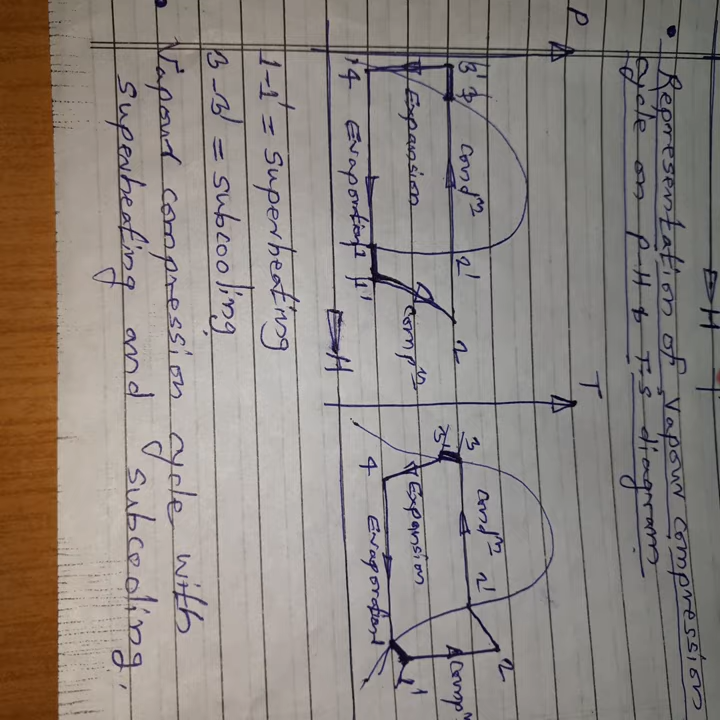 H
• Representation of Vapour compression
cycle on P-H & T-S diagram
P
3' 3 cond^n 2' 2
Expansion
comp^n
4 Evaporation 1 1'
H
T
3 cond^n 2' 2
3'
Expansion
comp^n
4 Evaporation 1'
1-1' = Superheating
3-3' = Subcooling
• Vapour compression cycle with
superheating and subcooling.